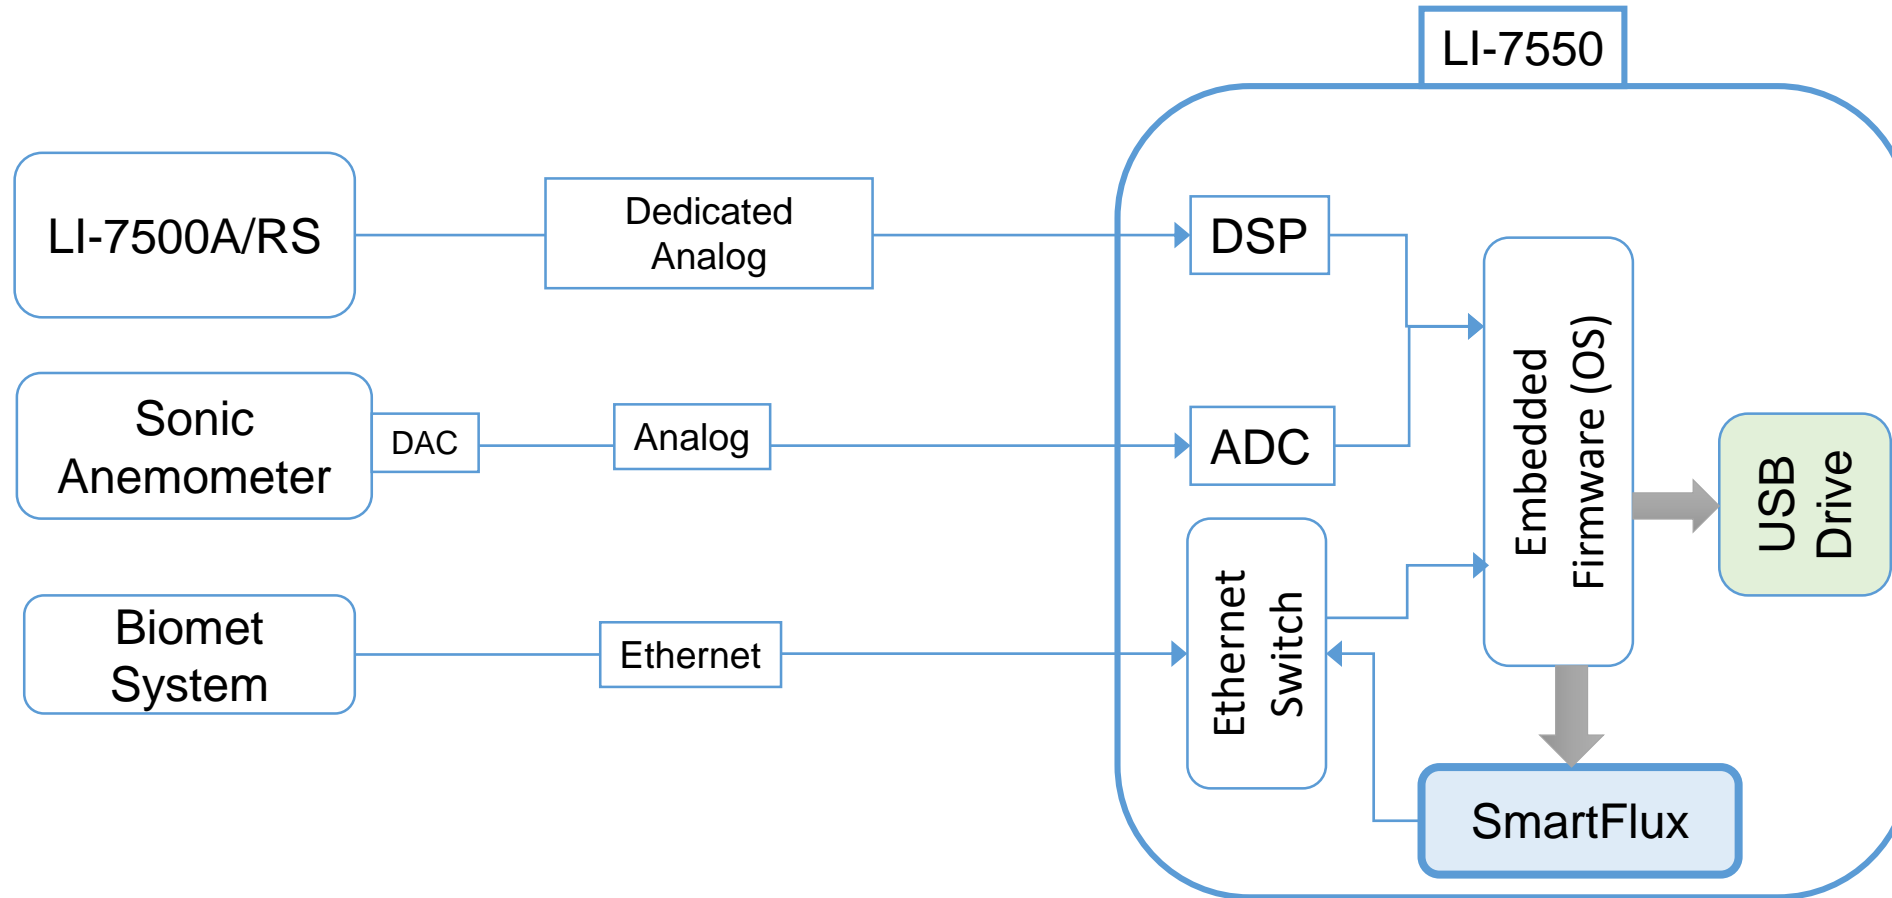 LI-7550
LI-7500A/RS
Dedicated
Analog
DSP
Sonic
Anemometer
DAC
Analog
ADC
Embedded
Firmware (OS)
USB
Drive
Biomet
System
Ethernet
Ethernet
Switch
SmartFlux